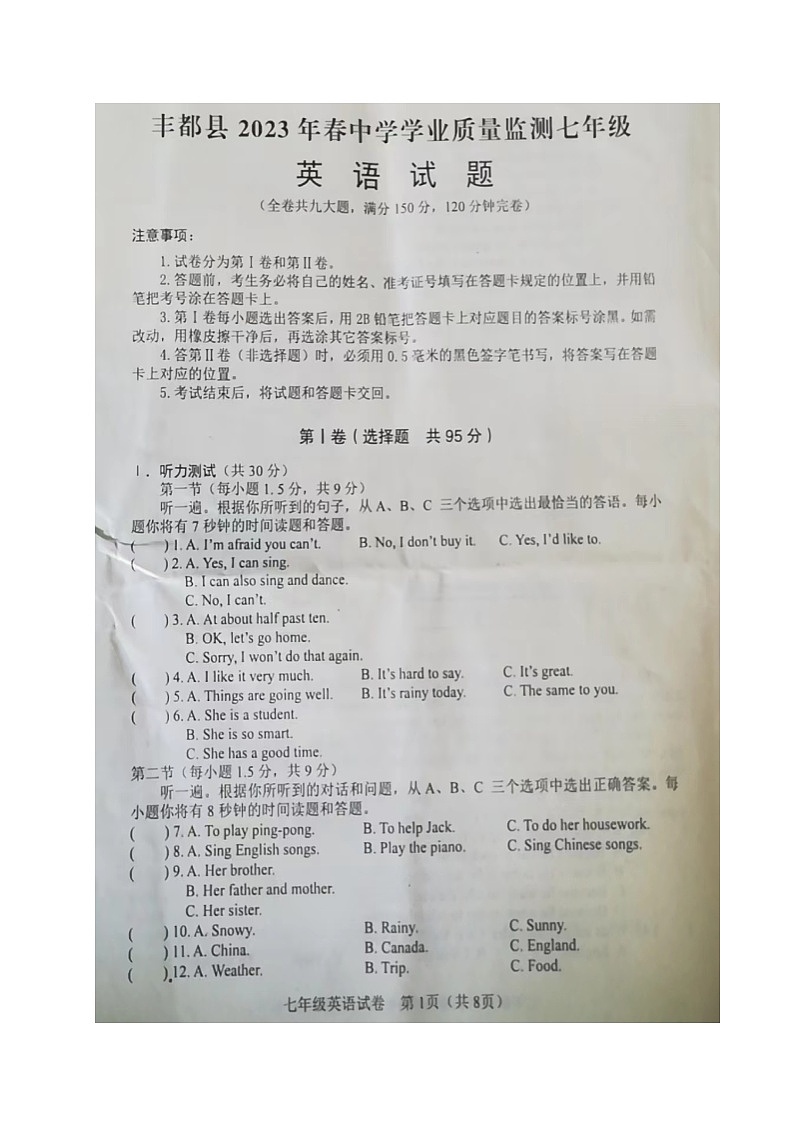 丰都县 2023 年春中学学业质量监测七年级
英 语 试 题
（全卷共九大题，满分 150 分，120 分钟完卷）
注意事项：
1. 试卷分为第Ⅰ卷和第Ⅱ卷。
2. 答题前，考生务必将自己的姓名、准考证号填写在答题卡规定的位置上，并用铅
笔把考号涂在答题卡上。
3. 第Ⅰ卷每小题选出答案后，用 2B 铅笔把答题卡上对应题目的答案标号涂黑。如需
改动，用橡皮擦干净后，再选涂其它答案标号。
4. 答第Ⅱ卷（非选择题）时，必须用 0.5 毫米的黑色签字笔书写，将答案写在答题
卡上对应的位置。
5. 考试结束后，将试题和答题卡交回。
第Ⅰ卷（选择题 共 95 分）
Ⅰ．听力测试（共 30 分）
第一节（每小题 1.5 分，共 9 分）
听一遍。根据你所听到的句子，从 A、B、C 三个选项中选出最恰当的答语。每小
题你将有 7 秒钟的时间读题和答题。
( ) 1. A. I'm afraid you can't. B. No, I don't buy it. C. Yes, I'd like to.
( ) 2. A. Yes, I can sing.
B. I can also sing and dance.
C. No, I can't.
( ) 3. A. At about half past ten.
B. OK, let's go home.
C. Sorry, I won't do that again.
( ) 4. A. I like it very much. B. It's hard to say. C. It's great.
( ) 5. A. Things are going well. B. It's rainy today. C. The same to you.
( ) 6. A. She is a student.
B. She is so smart.
C. She has a good time.
第二节（每小题 1.5 分，共 9 分）
听一遍。根据你所听到的对话和问题，从 A、B、C 三个选项中选出正确答案。每
小题你将有 8 秒钟的时间读题和答题。
( ) 7. A. To play ping-pong. B. To help Jack. C. To do her housework.
( ) 8. A. Sing English songs. B. Play the piano. C. Sing Chinese songs.
( ) 9. A. Her brother.
B. Her father and mother.
C. Her sister.
( ) 10. A. Snowy. B. Rainy. C. Sunny.
( ) 11. A. China. B. Canada. C. England.
( ) 12. A. Weather. B. Trip. C. Food.
七年级英语试卷 第 1页（共 8页）